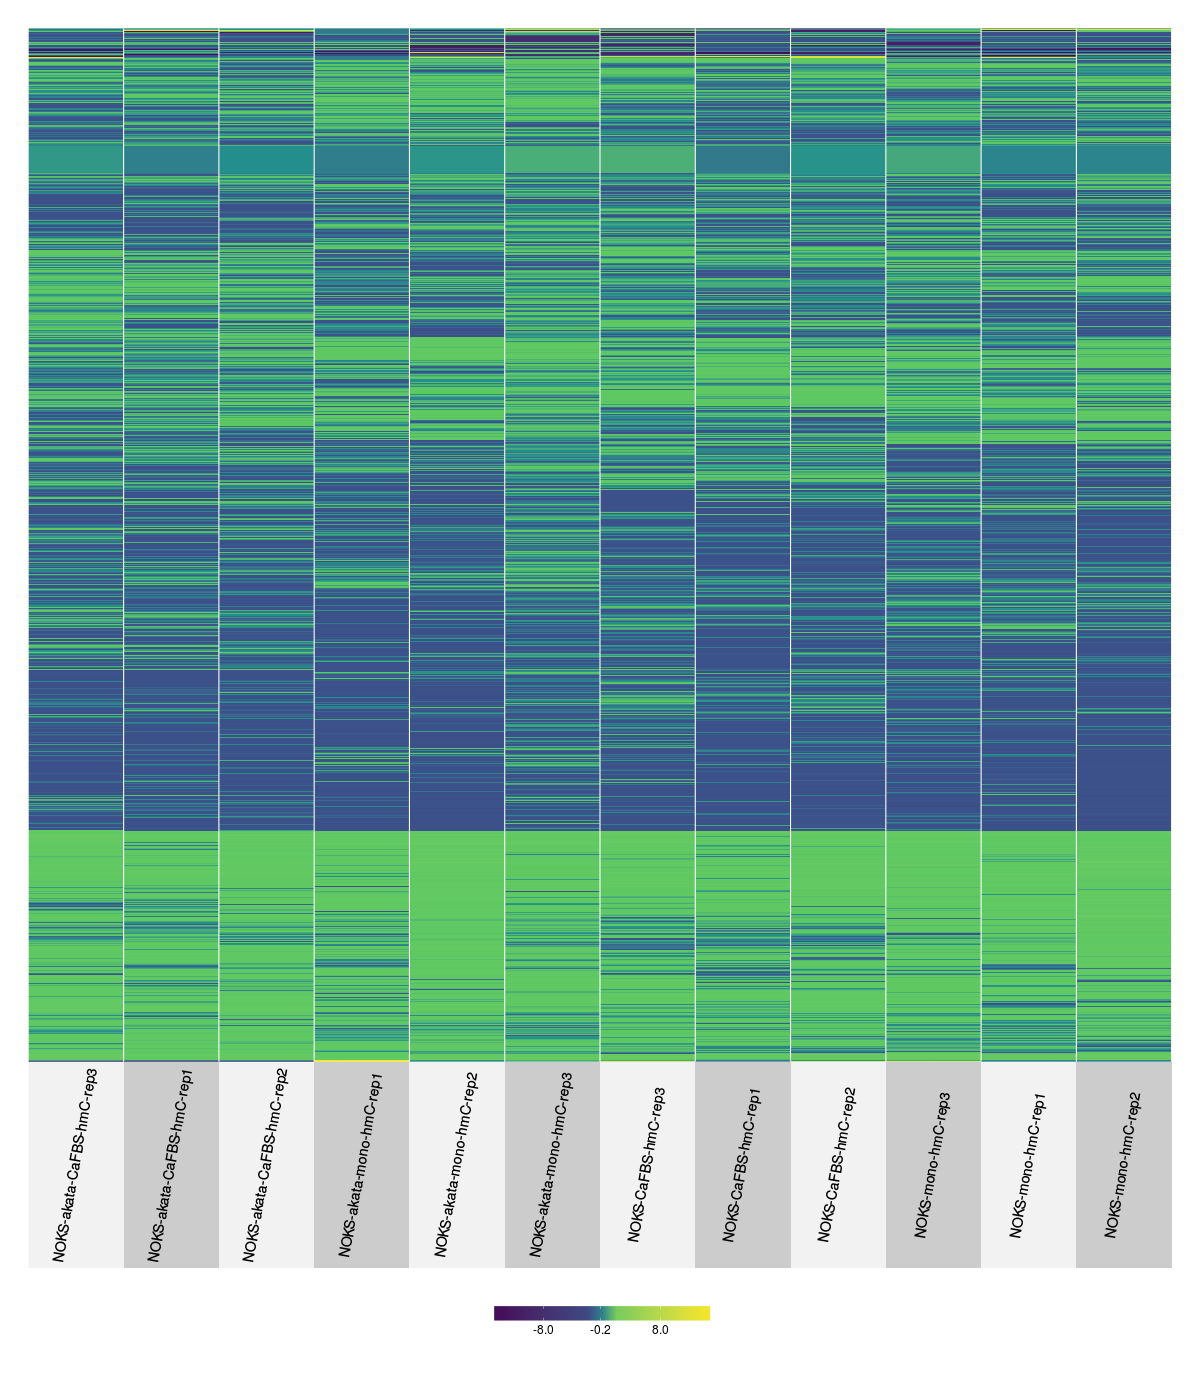 NOKS-akata-CaFBS-hmC-rep3
NOKS-akata-CaFBS-hmC-rep1
NOKS-akata-CaFBS-hmC-rep2
NOKS-akata-mono-hmC-rep1
NOKS-akata-mono-hmC-rep2
NOKS-akata-mono-hmC-rep3
NOKS-CaFBS-hmC-rep3
NOKS-CaFBS-hmC-rep1
NOKS-CaFBS-hmC-rep2
NOKS-mono-hmC-rep3
NOKS-mono-hmC-rep1
NOKS-mono-hmC-rep2
-8.0 -0.2 8.0